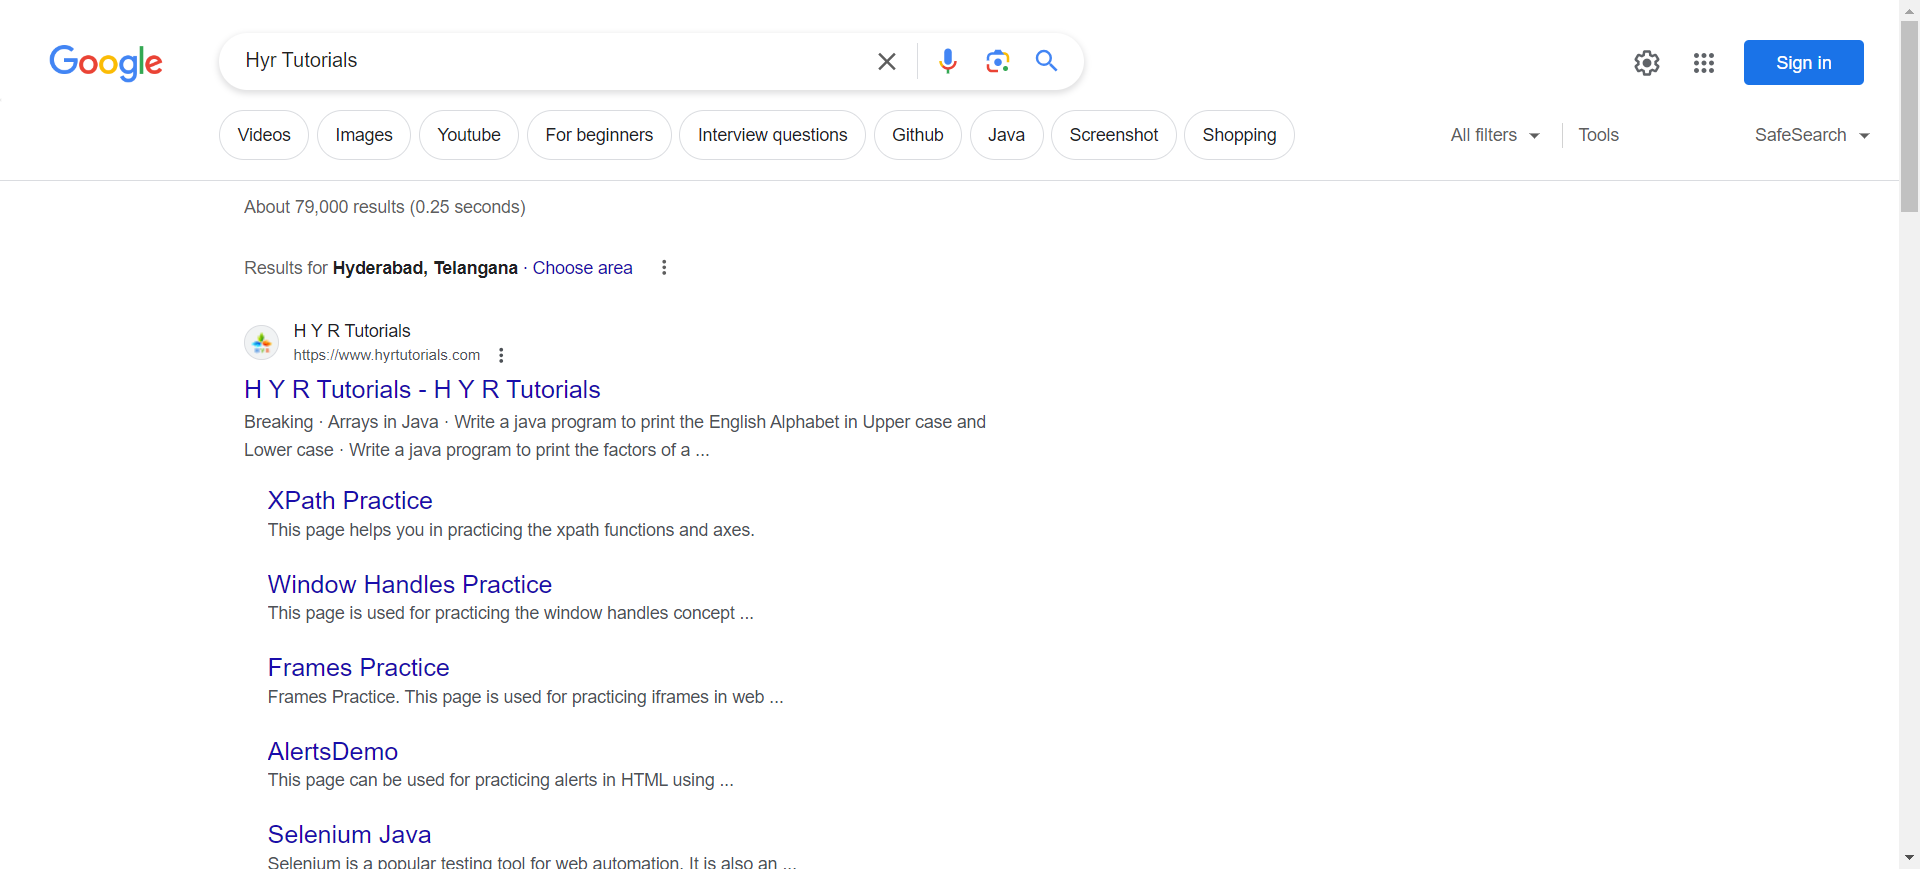 Google
Hyr Tutorials
Sign in
Videos
Images
Youtube
For beginners
Interview questions
Github
Java
Screenshot
Shopping
All filters
Tools
SafeSearch
About 79,000 results (0.25 seconds)
Results for Hyderabad, Telangana · Choose area
H Y R Tutorials
https://www.hyrtutorials.com
H Y R Tutorials - H Y R Tutorials
Breaking · Arrays in Java · Write a java program to print the English Alphabet in Upper case and
Lower case · Write a java program to print the factors of a ...
XPath Practice
This page helps you in practicing the xpath functions and axes.
Window Handles Practice
This page is used for practicing the window handles concept ...
Frames Practice
Frames Practice. This page is used for practicing iframes in web ...
AlertsDemo
This page can be used for practicing alerts in HTML using ...
Selenium Java
Selenium is a popular testing tool for web automation. It is also an ...